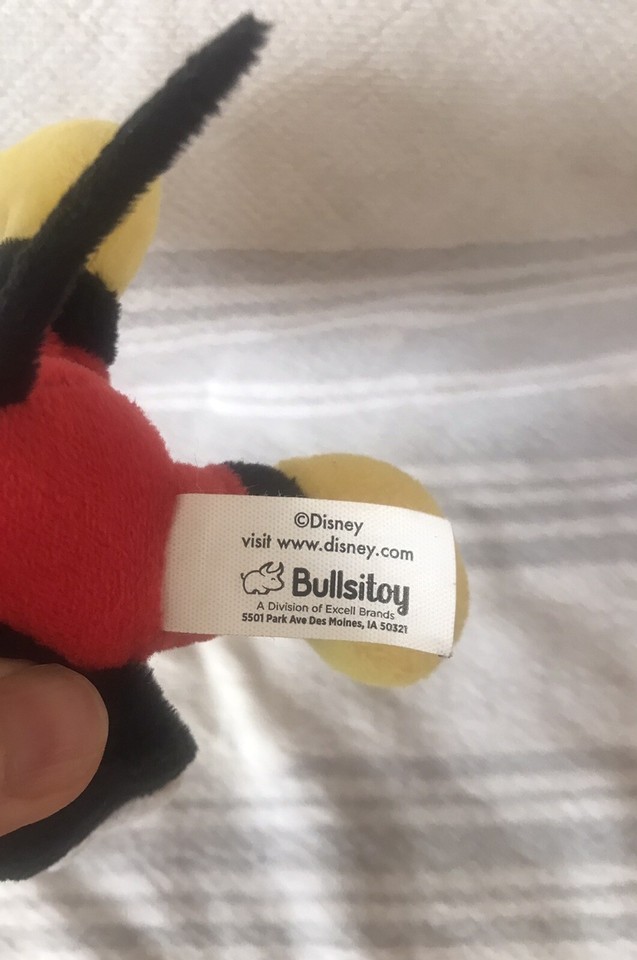 ©Disney
visit www.disney.com
Bullsitoy
A Division of Excell Brands
5501 Park Ave Des Moines, IA 50321